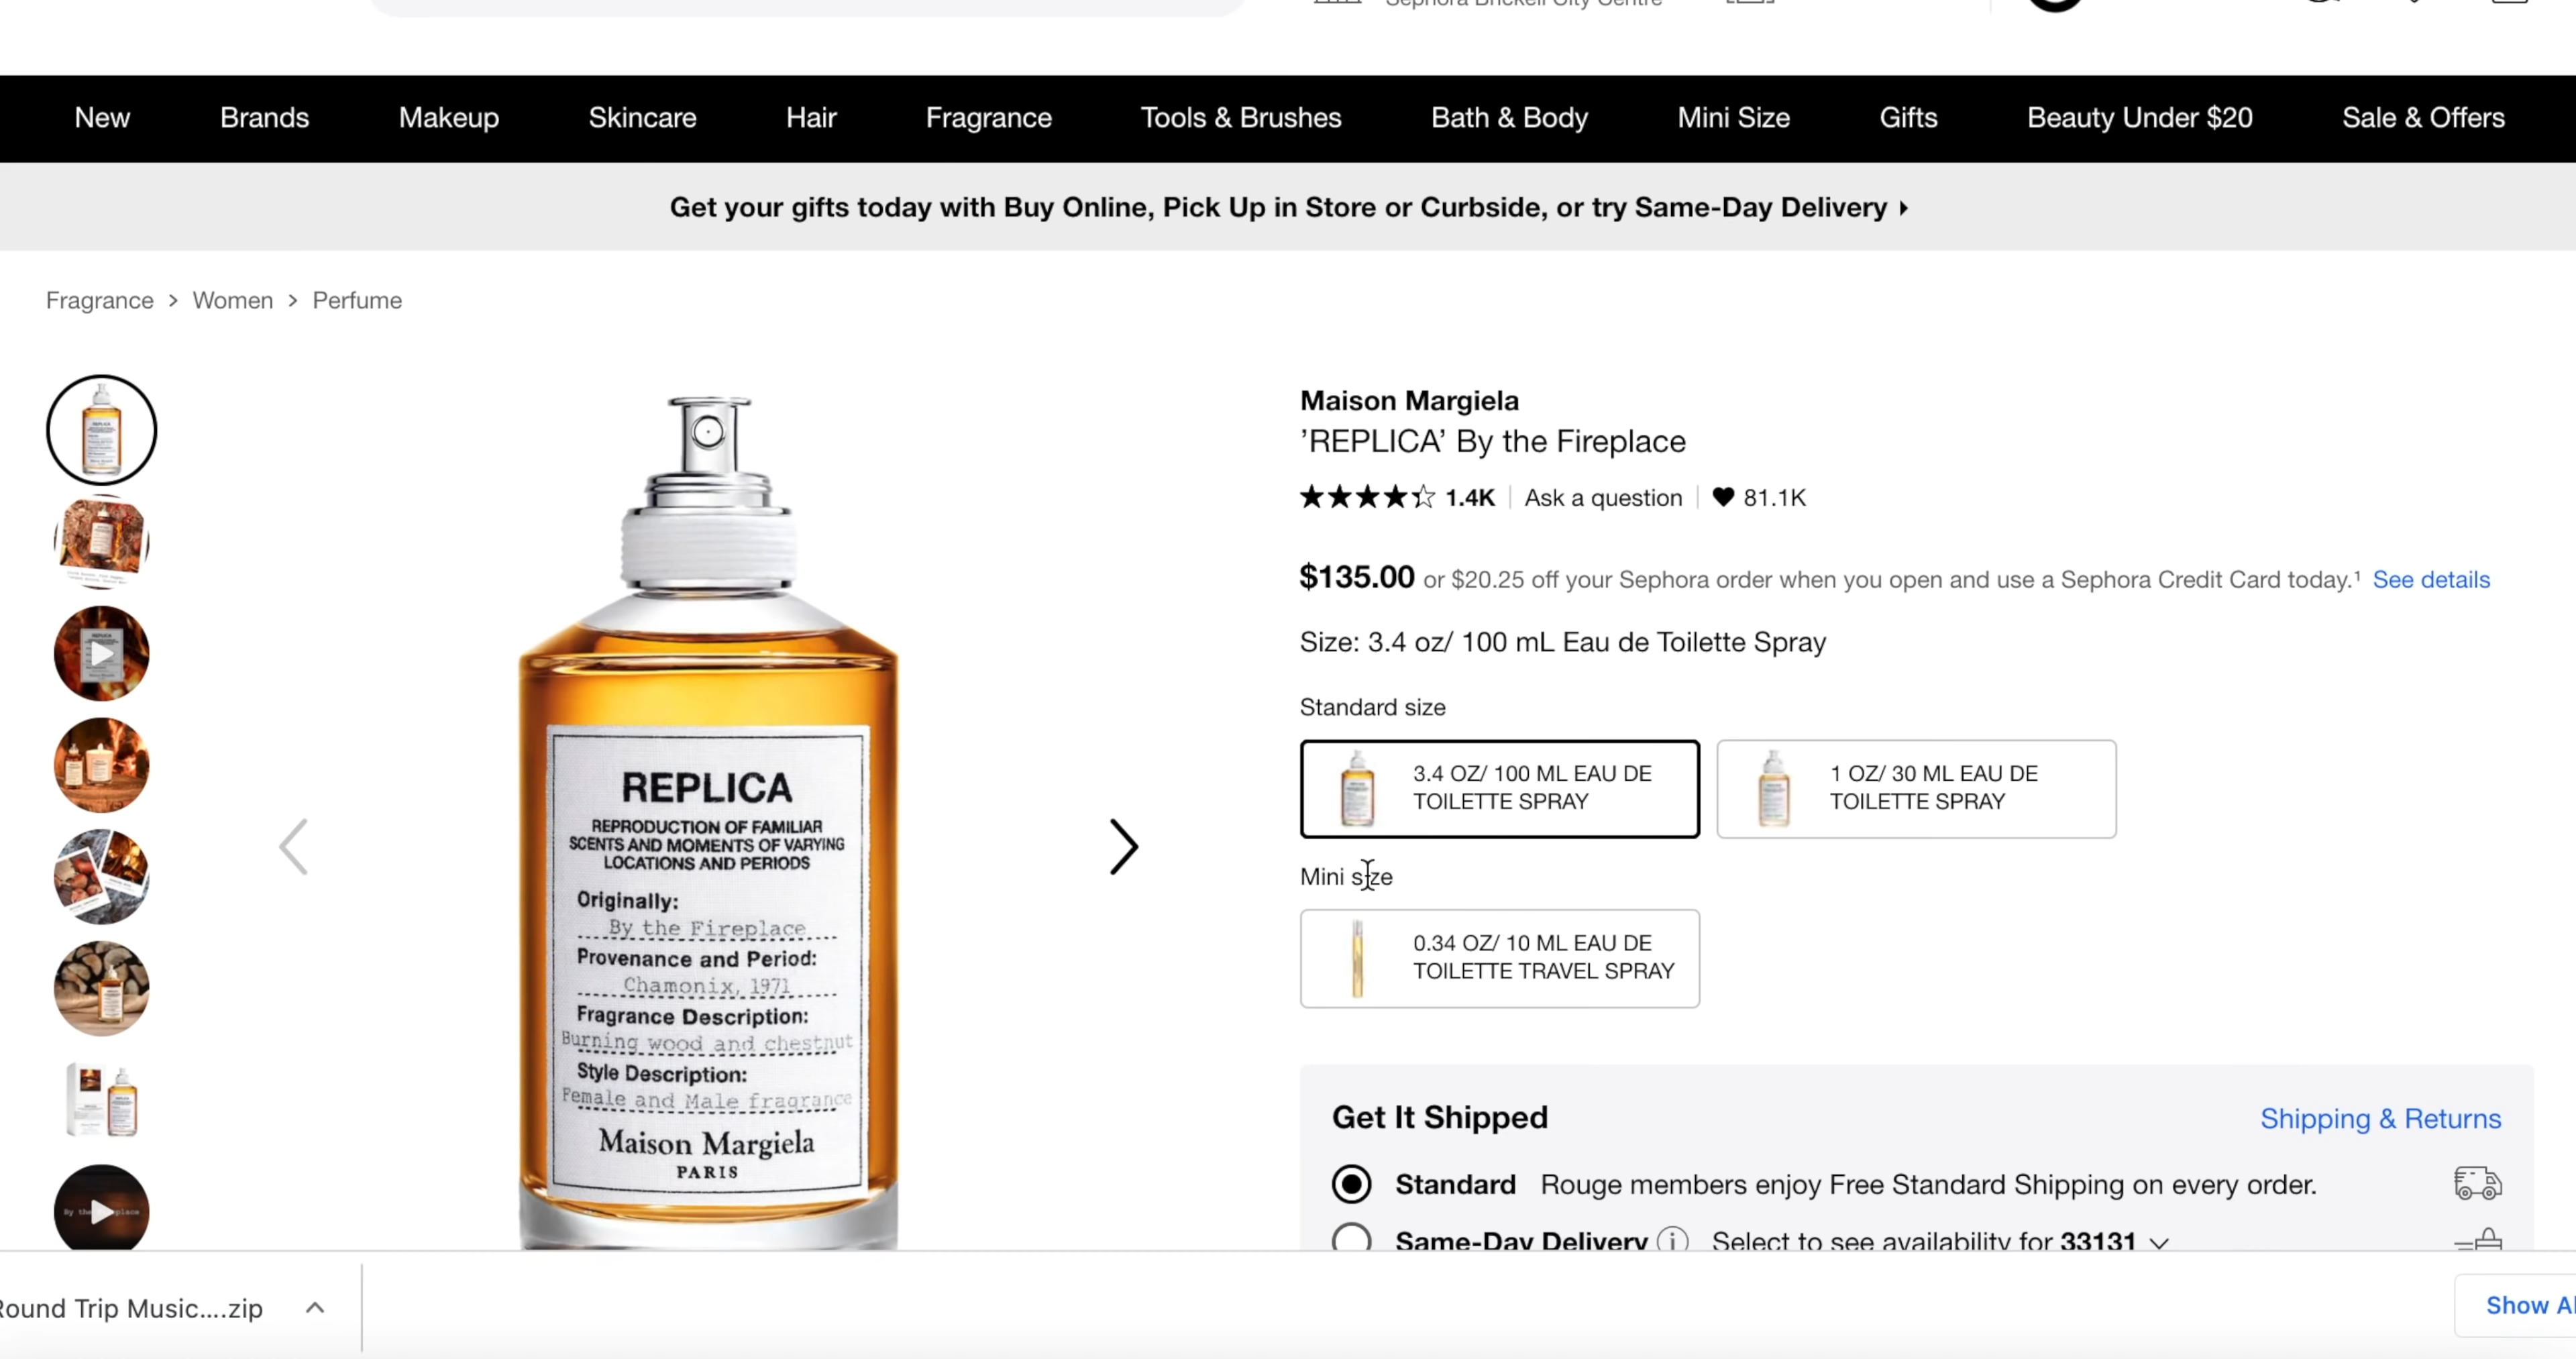 Sephora Brickell City Centre
New Brands Makeup Skincare Hair Fragrance Tools & Brushes Bath & Body Mini Size Gifts Beauty Under $20 Sale & Offers
Get your gifts today with Buy Online, Pick Up in Store or Curbside, or try Same-Day Delivery
Fragrance > Women > Perfume
REPLICA
REPRODUCTION OF FAMILIAR
SCENTS AND MOMENTS OF VARYING
LOCATIONS AND PERIODS
Originally:
By the Fireplace
Provenance and Period:
Chamonix, 1971
Fragrance Description:
Burning wood and chestnut
Style Description:
Female and Male fragrance
Maison Margiela
PARIS
Maison Margiela
’REPLICA’ By the Fireplace
1.4K | Ask a question | 81.1K
$135.00 or $20.25 off your Sephora order when you open and use a Sephora Credit Card today.¹ See details
Size: 3.4 oz/ 100 mL Eau de Toilette Spray
Standard size
3.4 OZ/ 100 ML EAU DE
TOILETTE SPRAY
1 OZ/ 30 ML EAU DE
TOILETTE SPRAY
Mini size
0.34 OZ/ 10 ML EAU DE
TOILETTE TRAVEL SPRAY
Get It Shipped
Shipping & Returns
Standard Rouge members enjoy Free Standard Shipping on every order.
Same-Day Delivery Select to see availability for 33131
Round Trip Music....zip
Show Al